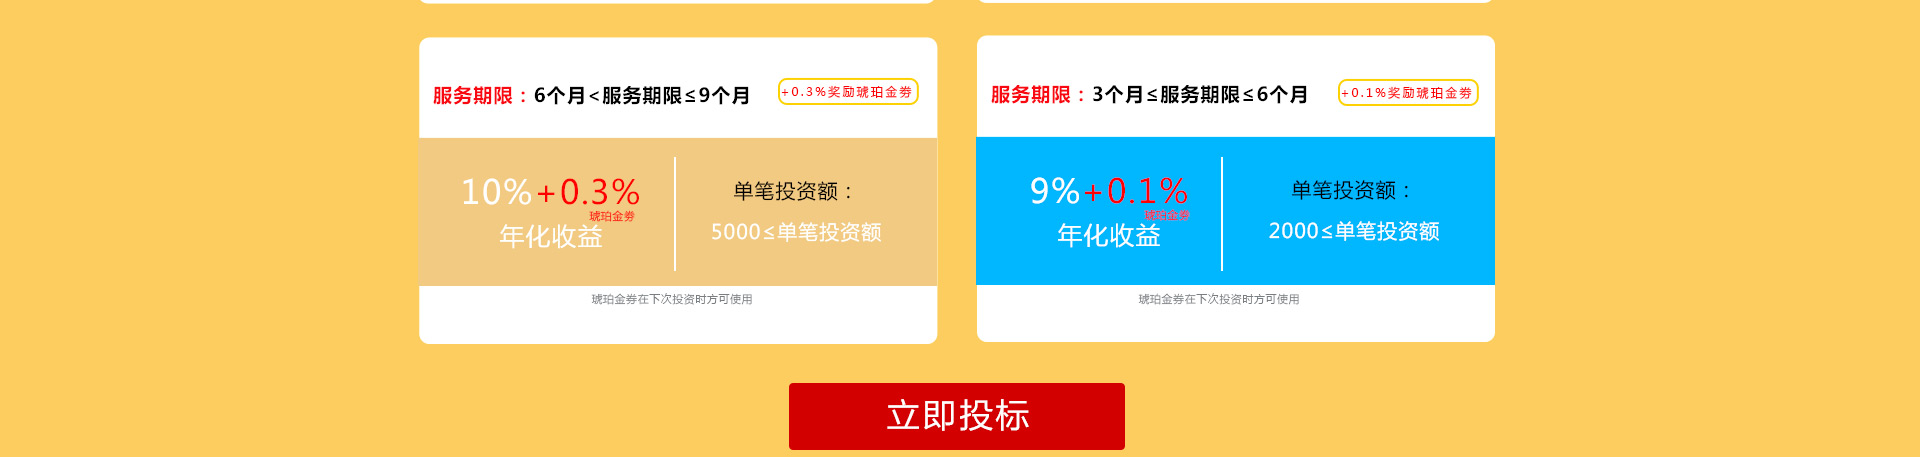 服务期限：6个月<服务期限≤9个月
+0.3%奖励琥珀金券
10%+0.3%
琥珀金券
年化收益
单笔投资额：
5000≤单笔投资额
琥珀金券在下次投资时方可使用
服务期限：3个月≤服务期限≤6个月
+0.1%奖励琥珀金券
9%+0.1%
琥珀金券
年化收益
单笔投资额：
2000≤单笔投资额
琥珀金券在下次投资时方可使用
立即投标